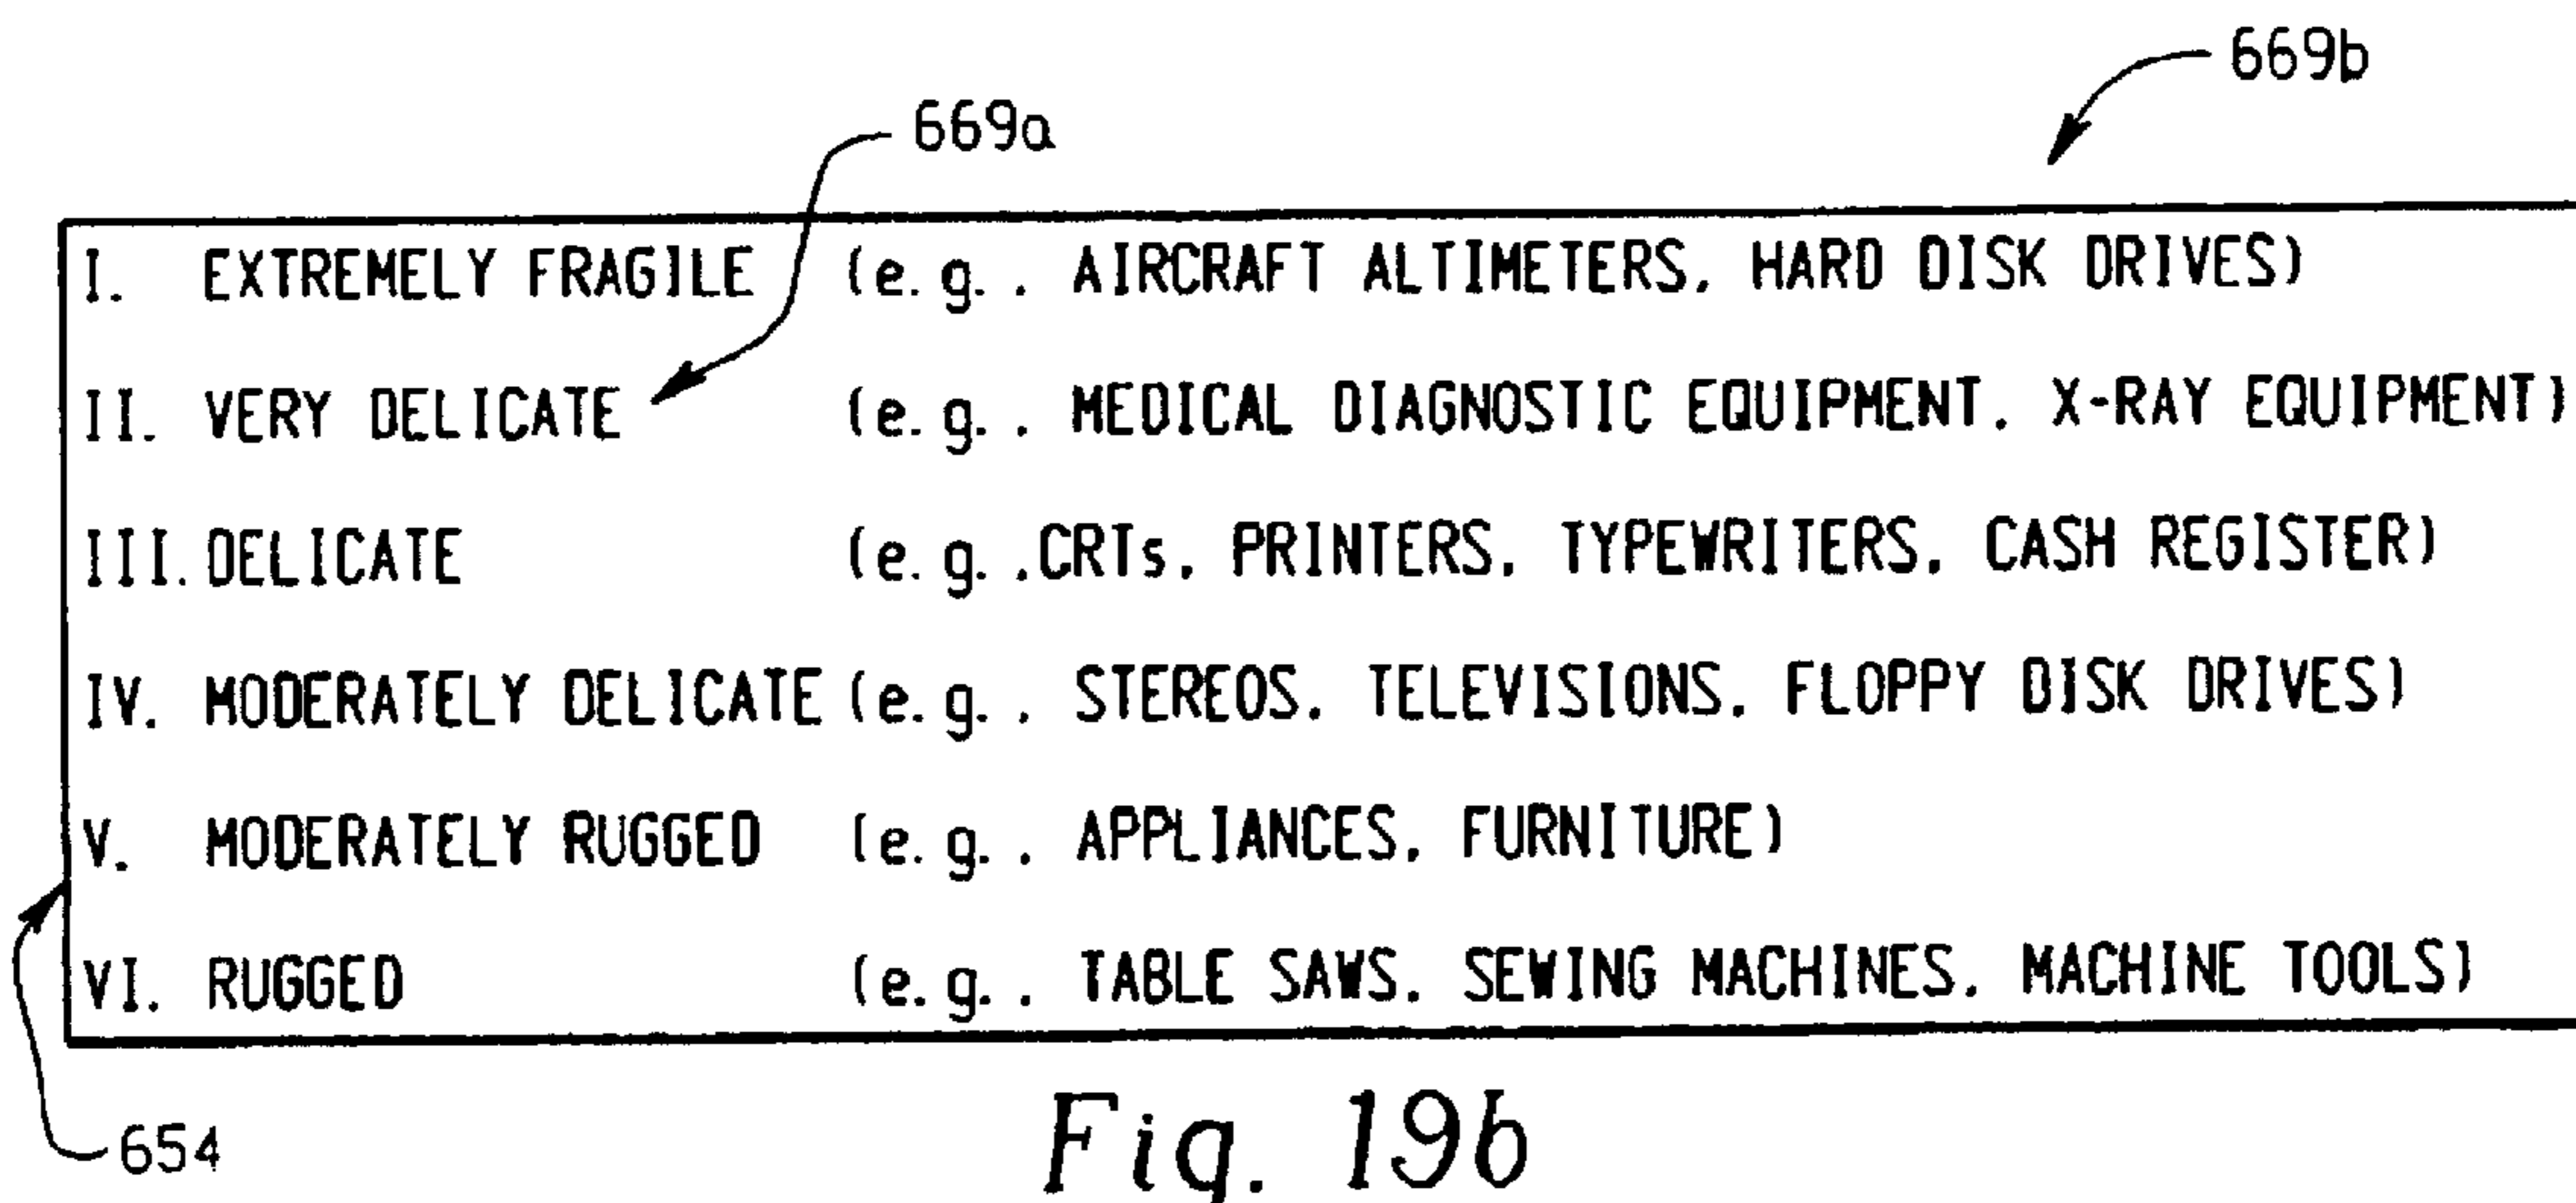 669b
669a
I. EXTREMELY FRAGILE (e.g., AIRCRAFT ALTIMETERS, HARD DISK DRIVES)
II. VERY DELICATE (e.g., MEDICAL DIAGNOSTIC EQUIPMENT, X-RAY EQUIPMENT)
III. DELICATE (e.g.,CRTs, PRINTERS, TYPEWRITERS, CASH REGISTER)
IV. MODERATELY DELICATE (e.g., STEREOS, TELEVISIONS, FLOPPY DISK DRIVES)
V. MODERATELY RUGGED (e.g., APPLIANCES, FURNITURE)
VI. RUGGED (e.g., TABLE SAWS, SEWING MACHINES, MACHINE TOOLS)
654
Fig. 19b